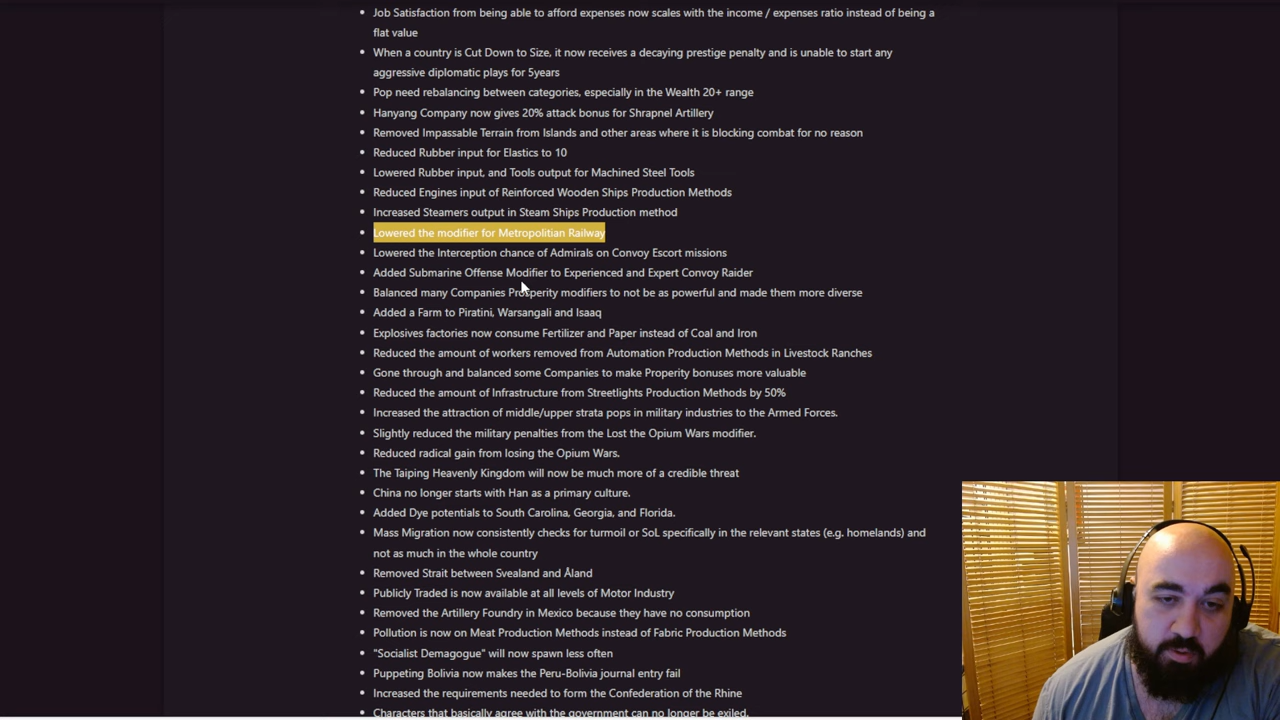 Job Satisfaction from being able to afford expenses now scales with the income / expenses ratio instead of being a
flat value
When a country is Cut Down to Size, it now receives a decaying prestige penalty and is unable to start any
aggressive diplomatic plays for 5years
Pop need rebalancing between categories, especially in the Wealth 20+ range
Hanyang Company now gives 20% attack bonus for Shrapnel Artillery
Removed Impassable Terrain from Islands and other areas where it is blocking combat for no reason
Reduced Rubber input for Elastics to 10
Lowered Rubber input, and Tools output for Machined Steel Tools
Reduced Engines input of Reinforced Wooden Ships Production Methods
Increased Steamers output in Steam Ships Production method
Lowered the modifier for Metropolitian Railway
Lowered the Interception chance of Admirals on Convoy Escort missions
Added Submarine Offense Modifier to Experienced and Expert Convoy Raider
Balanced many Companies Prosperity modifiers to not be as powerful and made them more diverse
Added a Farm to Piratini, Warsangali and Isaaq
Explosives factories now consume Fertilizer and Paper instead of Coal and Iron
Reduced the amount of workers removed from Automation Production Methods in Livestock Ranches
Gone through and balanced some Companies to make Properity bonuses more valuable
Reduced the amount of Infrastructure from Streetlights Production Methods by 50%
Increased the attraction of middle/upper strata pops in military industries to the Armed Forces.
Slightly reduced the military penalties from the Lost the Opium Wars modifier.
Reduced radical gain from losing the Opium Wars.
The Taiping Heavenly Kingdom will now be much more of a credible threat
China no longer starts with Han as a primary culture.
Added Dye potentials to South Carolina, Georgia, and Florida.
Mass Migration now consistently checks for turmoil or SoL specifically in the relevant states (e.g. homelands) and
not as much in the whole country
Removed Strait between Svealand and Åland
Publicly Traded is now available at all levels of Motor Industry
Removed the Artillery Foundry in Mexico because they have no consumption
Pollution is now on Meat Production Methods instead of Fabric Production Methods
"Socialist Demagogue" will now spawn less often
Puppeting Bolivia now makes the Peru-Bolivia journal entry fail
Increased the requirements needed to form the Confederation of the Rhine
Characters that basically agree with the government can no longer be exiled.